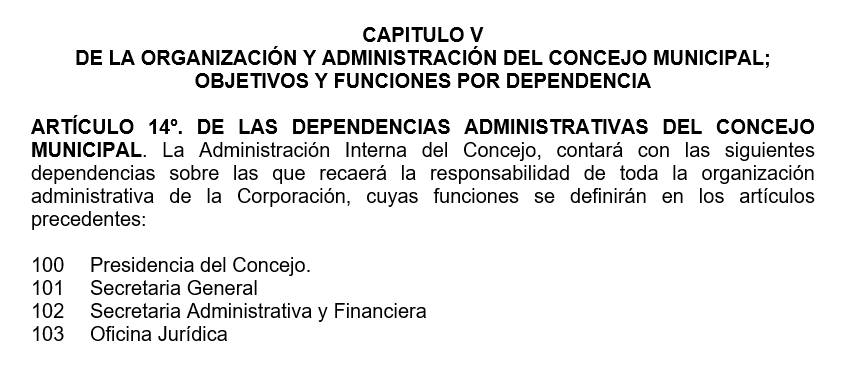 CAPITULO V
DE LA ORGANIZACIÓN Y ADMINISTRACIÓN DEL CONCEJO MUNICIPAL;
OBJETIVOS Y FUNCIONES POR DEPENDENCIA
ARTÍCULO 14º. DE LAS DEPENDENCIAS ADMINISTRATIVAS DEL CONCEJO
MUNICIPAL. La Administración Interna del Concejo, contará con las siguientes
dependencias sobre las que recaerá la responsabilidad de toda la organización
administrativa de la Corporación, cuyas funciones se definirán en los artículos
precedentes:
100 Presidencia del Concejo.
101 Secretaria General
102 Secretaria Administrativa y Financiera
103 Oficina Jurídica